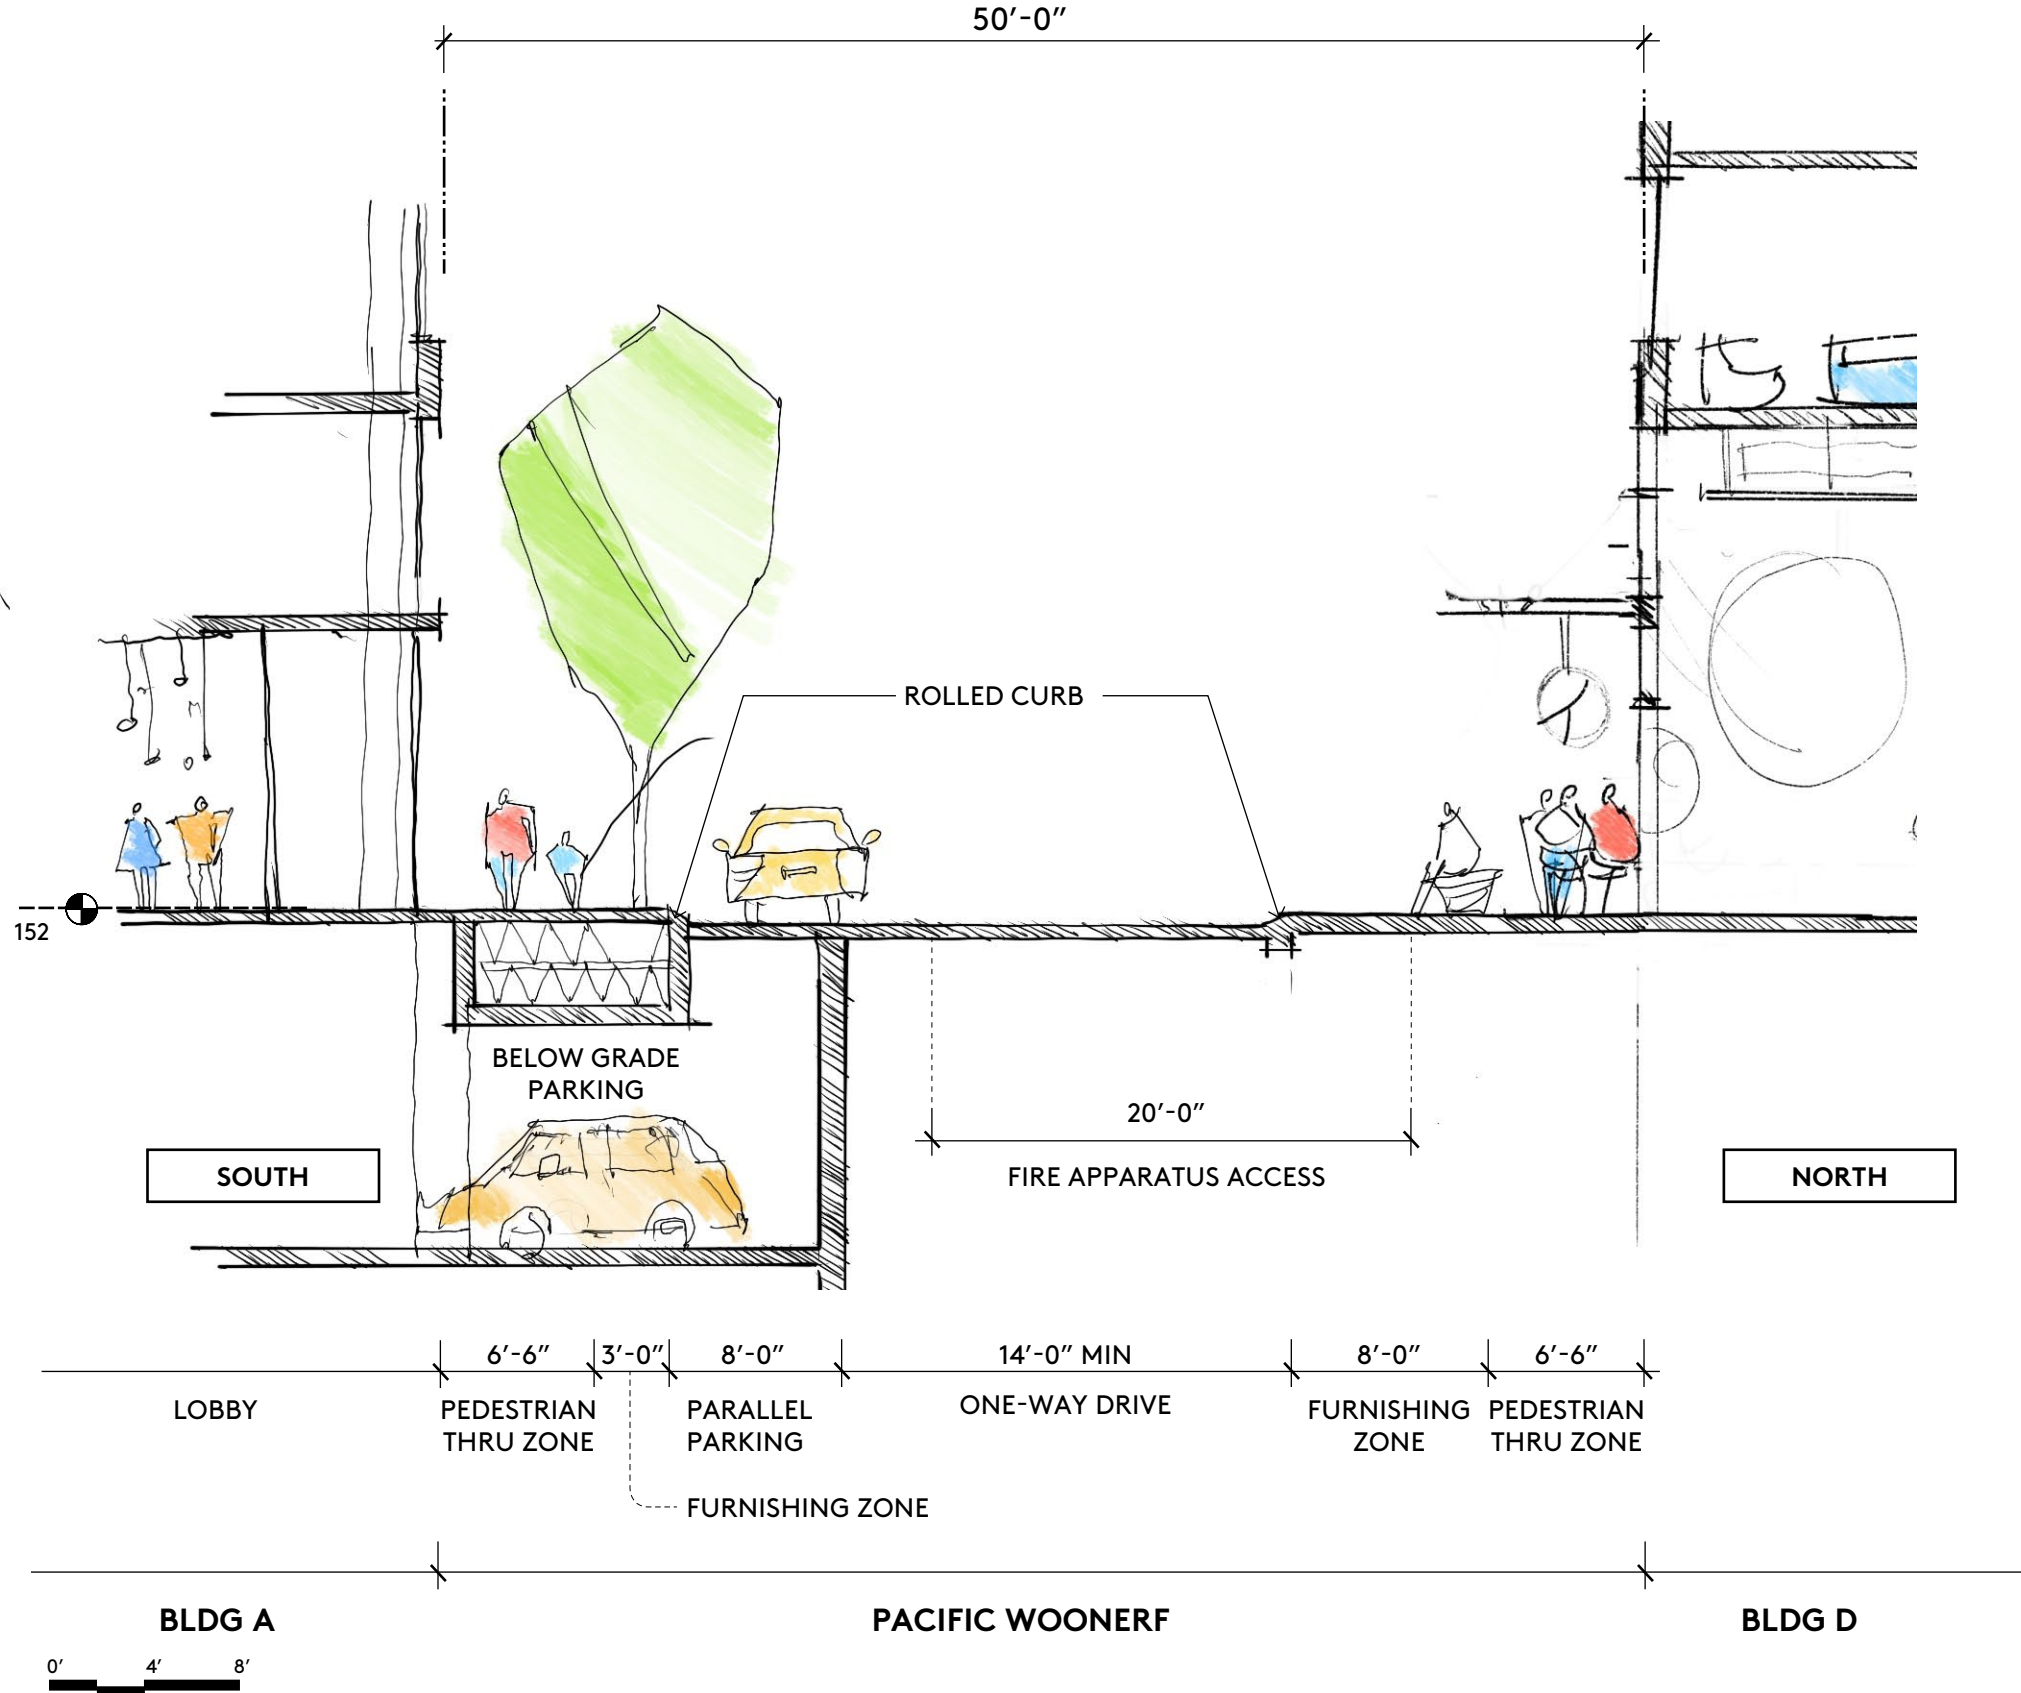 50′-0″
ROLLED CURB
152
BELOW GRADE
PARKING
20′-0″
FIRE APPARATUS ACCESS
SOUTH
NORTH
6′-6″
3′-0″
8′-0″
14′-0″ MIN
8′-0″
6′-6″
LOBBY
PEDESTRIAN
THRU ZONE
PARALLEL
PARKING
ONE-WAY DRIVE
FURNISHING
ZONE
PEDESTRIAN
THRU ZONE
FURNISHING ZONE
BLDG A
PACIFIC WOONERF
BLDG D
0′ 4′ 8′